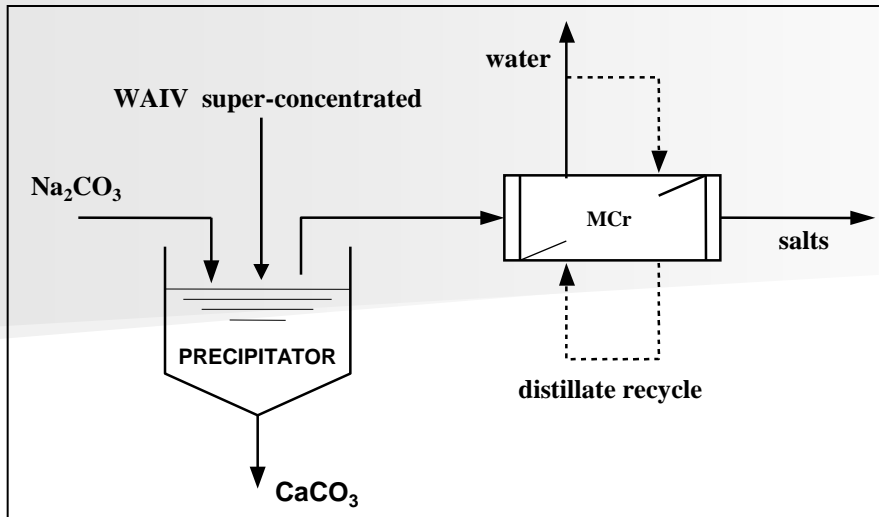 water
WAIV super-concentrated
Na₂CO₃
MCr
salts
PRECIPITATOR
distillate recycle
CaCO₃